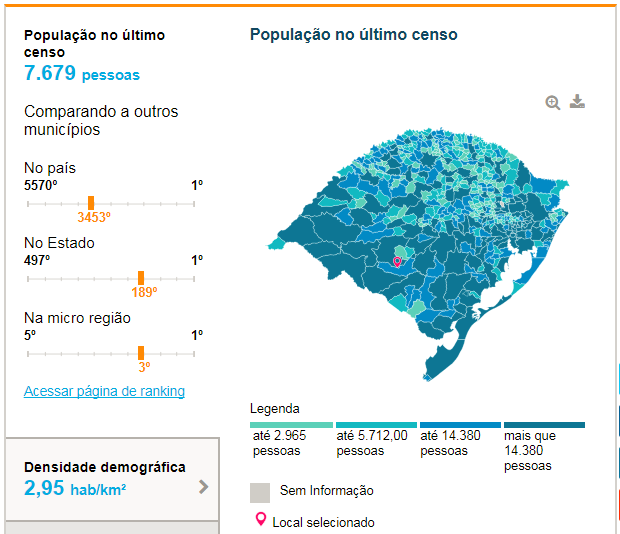 População no último
censo
7.679 pessoas
Comparando a outros
municípios
No país
5570º 1º
3453º
No Estado
497º 1º
189º
Na micro região
5º 1º
3º
Acessar página de ranking
Densidade demográfica
2,95 hab/km²
População no último censo
Legenda
até 2.965
pessoas
até 5.712,00
pessoas
até 14.380
pessoas
mais que
14.380
pessoas
Sem Informação
Local selecionado